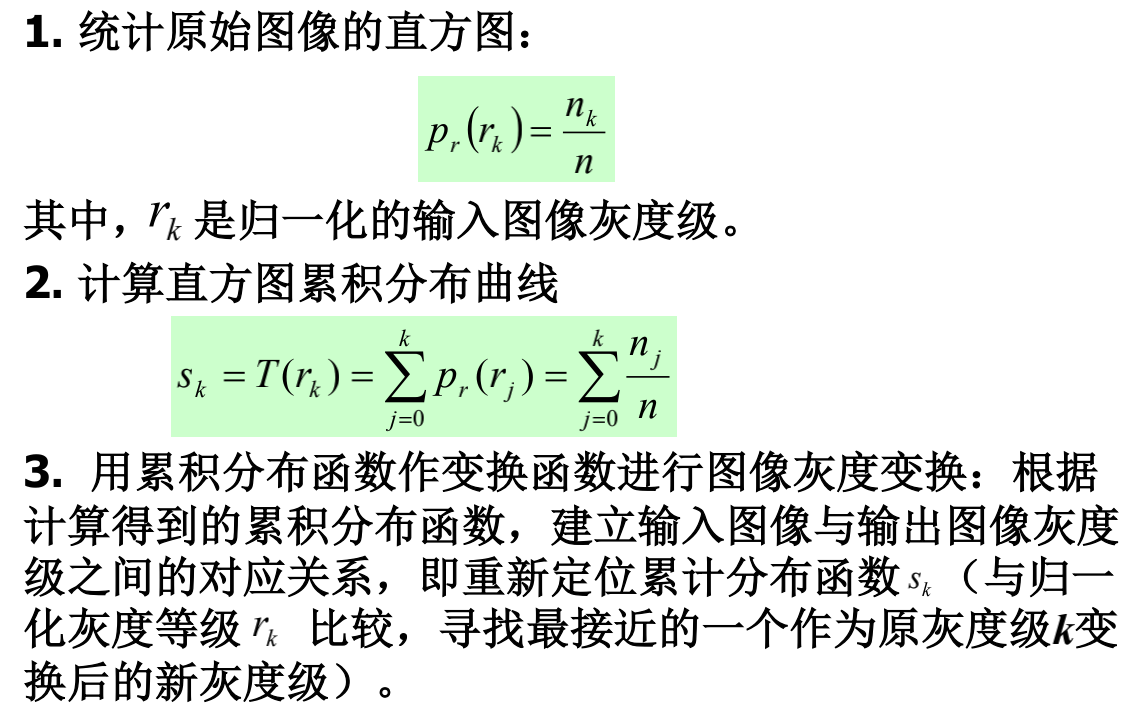 1. 统计原始图像的直方图：
p_r(r_k) = n_k / n
其中，r_k 是归一化的输入图像灰度级。
2. 计算直方图累积分布曲线
s_k = T(r_k) = ∑_{j=0}^{k} p_r(r_j) = ∑_{j=0}^{k} n_j / n
3. 用累积分布函数作变换函数进行图像灰度变换：根据
计算得到的累积分布函数，建立输入图像与输出图像灰度
级之间的对应关系，即重新定位累计分布函数 s_k（与归一
化灰度等级 r_k 比较，寻找最接近的一个作为原灰度级k变
换后的新灰度级）。